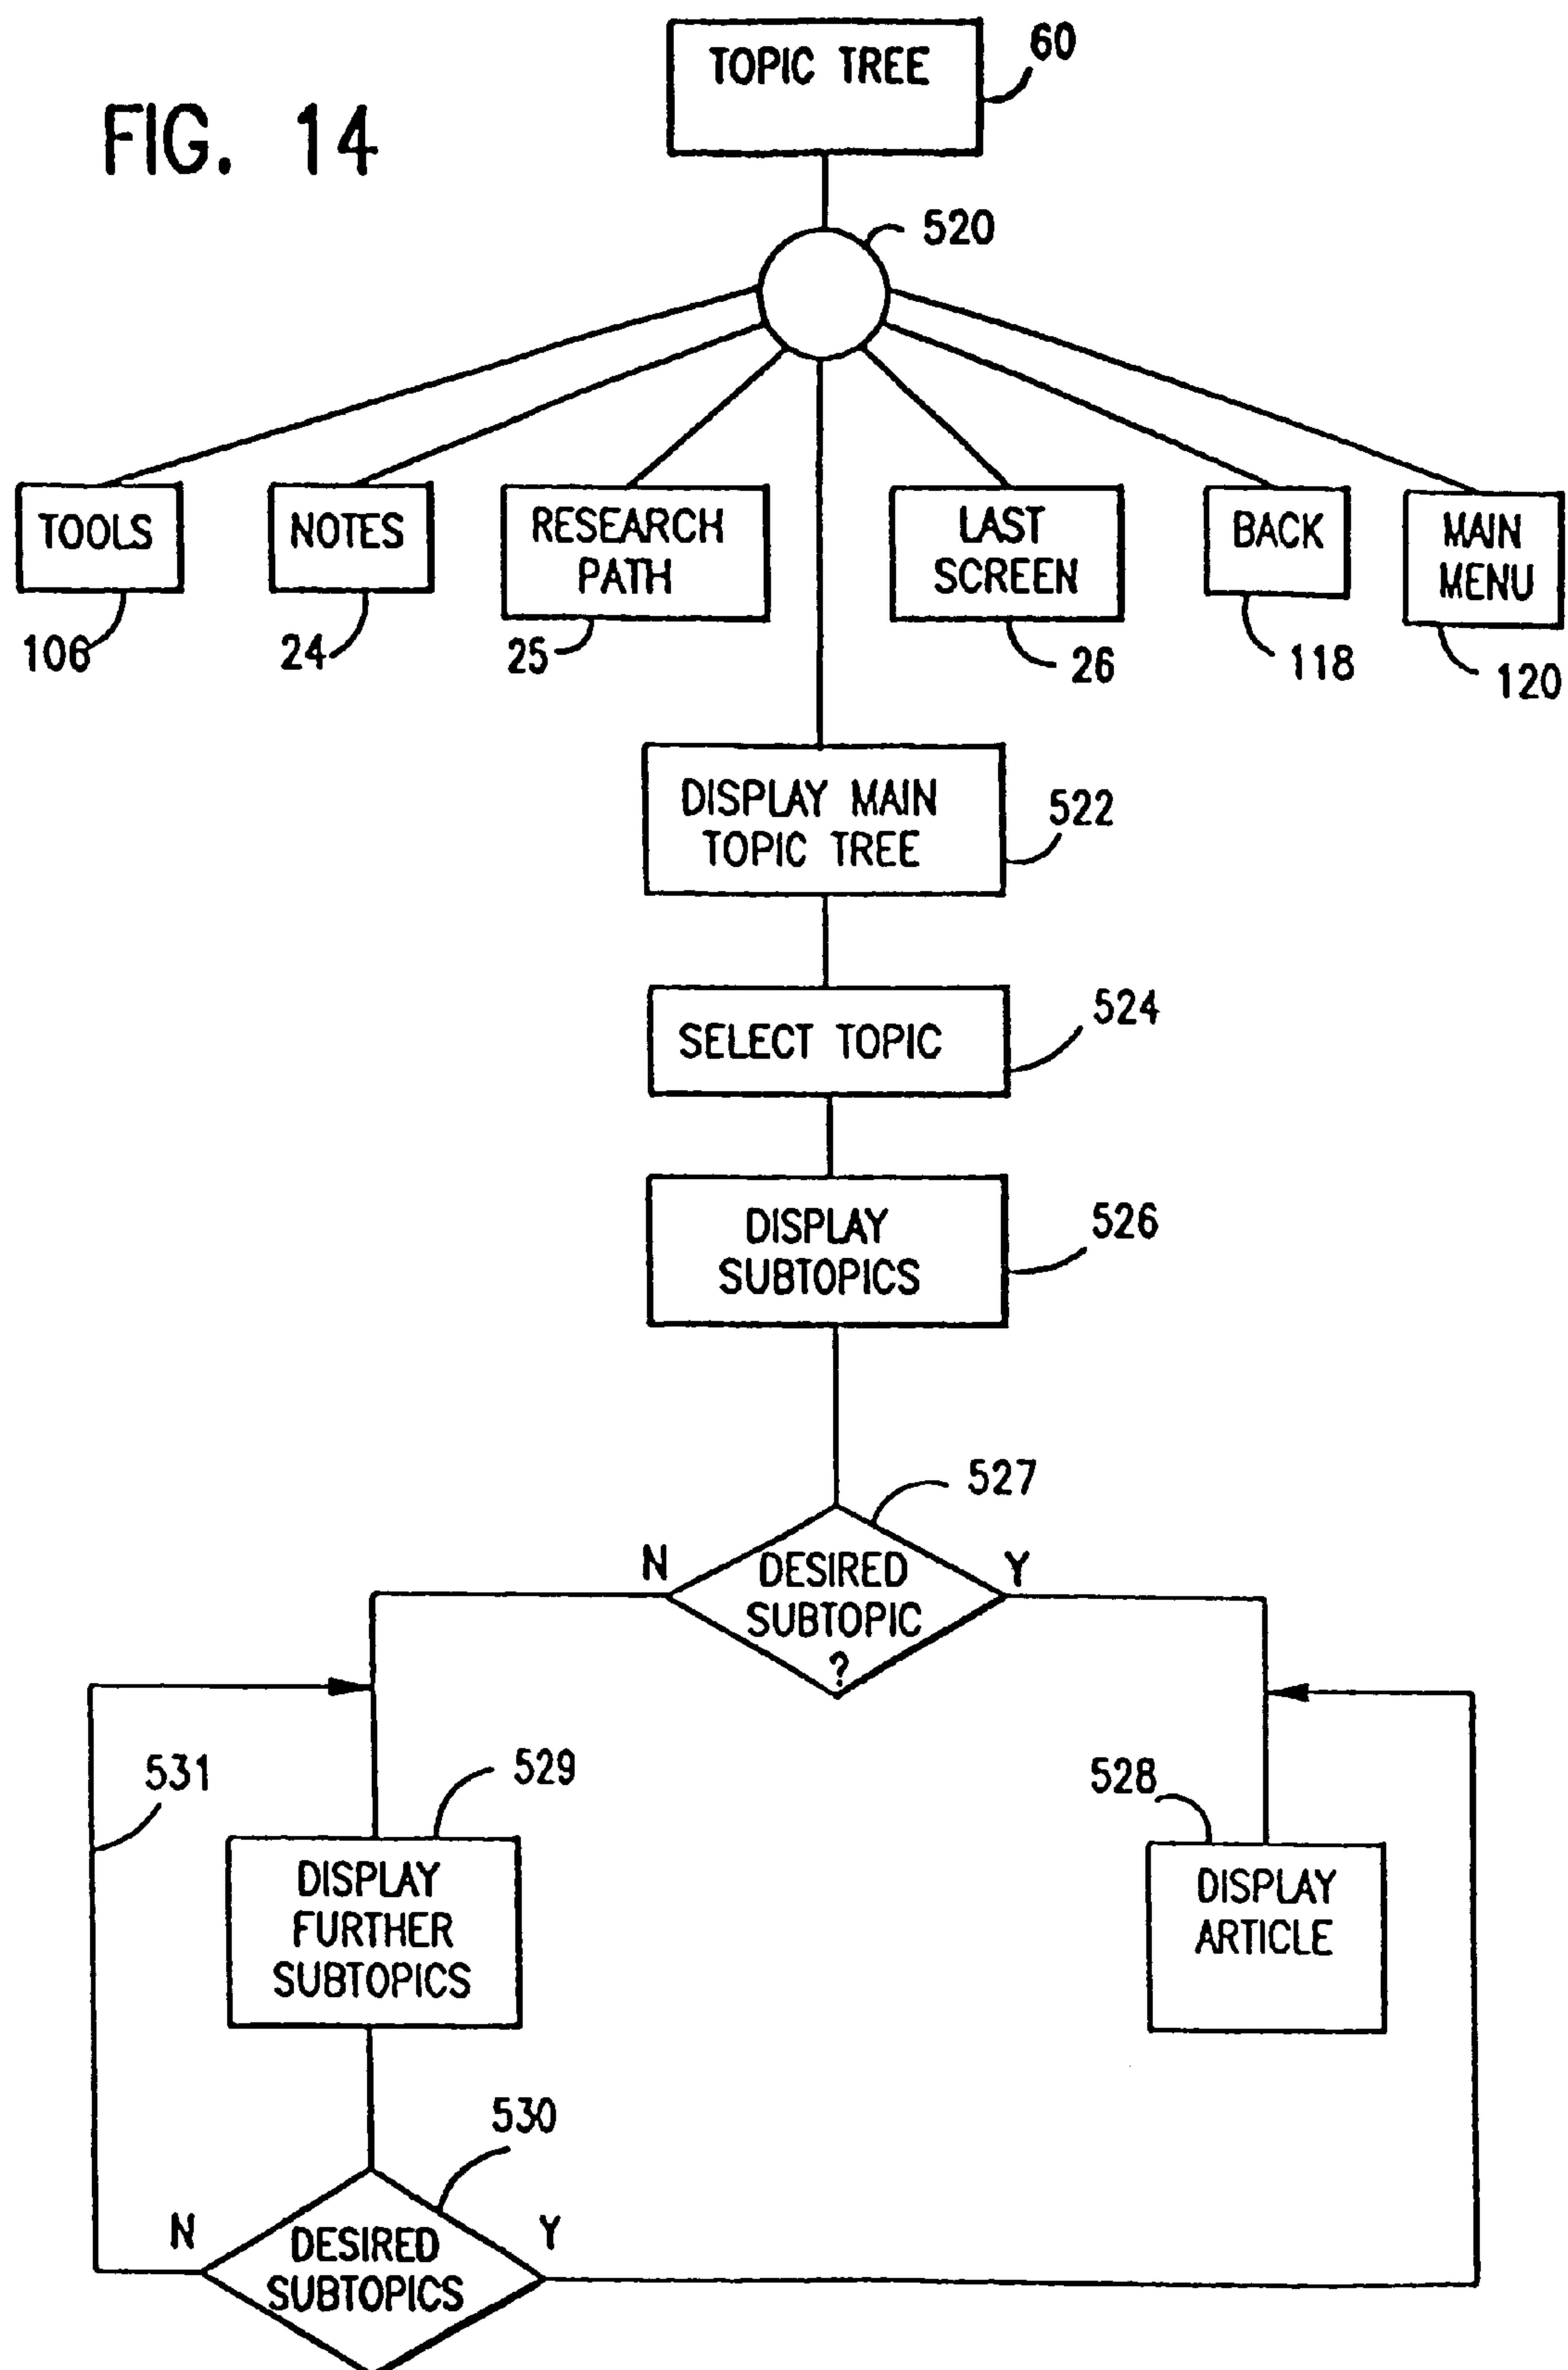 FIG. 14
TOPIC TREE
60
520
TOOLS
NOTES
RESEARCH
PATH
LAST
SCREEN
BACK
MAIN
MENU
106
24
25
26
118
120
DISPLAY MAIN
TOPIC TREE
522
SELECT TOPIC
524
DISPLAY
SUBTOPICS
526
527
N
DESIRED
SUBTOPIC
?
Y
531
529
528
DISPLAY
FURTHER
SUBTOPICS
DISPLAY
ARTICLE
530
N
DESIRED
SUBTOPICS
Y